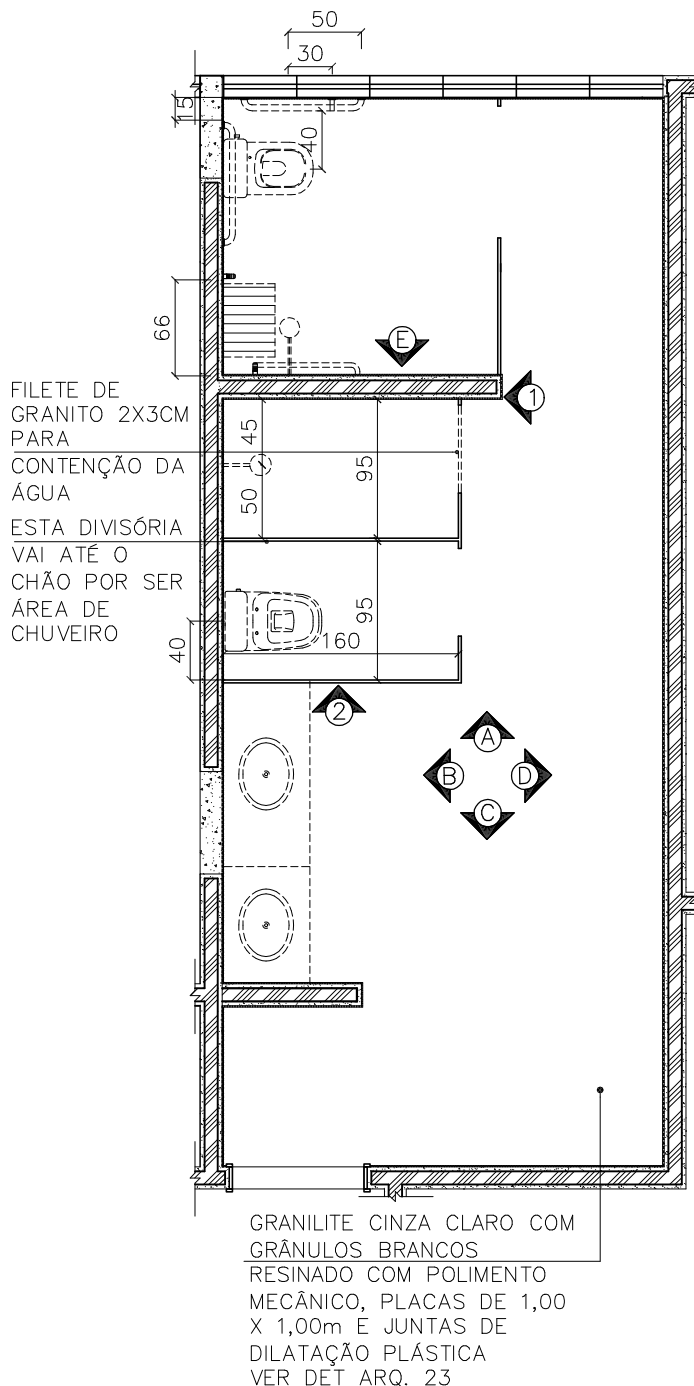 50
30
15
40
66
E
1
FILETE DE
GRANITO 2X3CM
PARA
CONTENÇÃO DA
ÁGUA
45
50
95
ESTA DIVISÓRIA
VAI ATÉ O
CHÃO POR SER
ÁREA DE
CHUVEIRO
95
40
160
2
A
B
D
C
GRANILITE CINZA CLARO COM
GRÂNULOS BRANCOS
RESINADO COM POLIMENTO
MECÂNICO, PLACAS DE 1,00
X 1,00m E JUNTAS DE
DILATAÇÃO PLÁSTICA
VER DET ARQ. 23